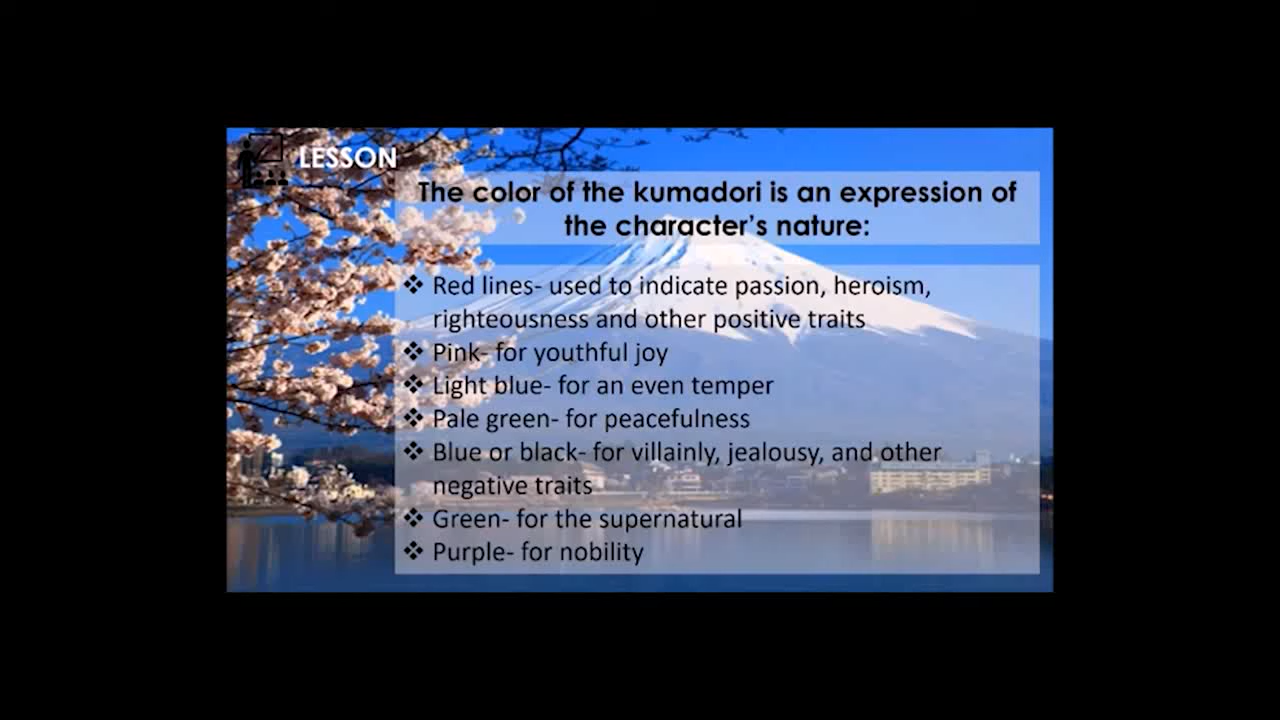 LESSON
The color of the kumadori is an expression of
the character's nature:
❖ Red lines- used to indicate passion, heroism,
righteousness and other positive traits
❖ Pink- for youthful joy
❖ Light blue- for an even temper
❖ Pale green- for peacefulness
❖ Blue or black- for villainly, jealousy, and other
negative traits
❖ Green- for the supernatural
❖ Purple- for nobility